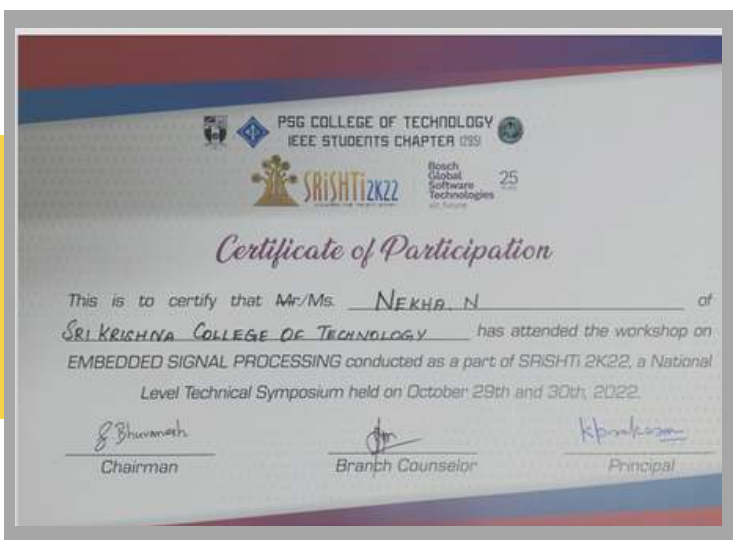 PSG COLLEGE OF TECHNOLOGY
IEEE STUDENTS CHAPTER (12951)
SRiSHTi2K22
Bosch
Global
Software
Technologies
alt_future
25
Certificate of Participation
This is to certify that Mr/Ms. NEKHA. N of
SRI KRISHNA COLLEGE OF TECHNOLOGY has attended the workshop on
EMBEDDED SIGNAL PROCESSING conducted as a part of SRiSHTi 2K22, a National
Level Technical Symposium held on October 29th and 30th, 2022.
Chairman
Branch Counselor
Principal